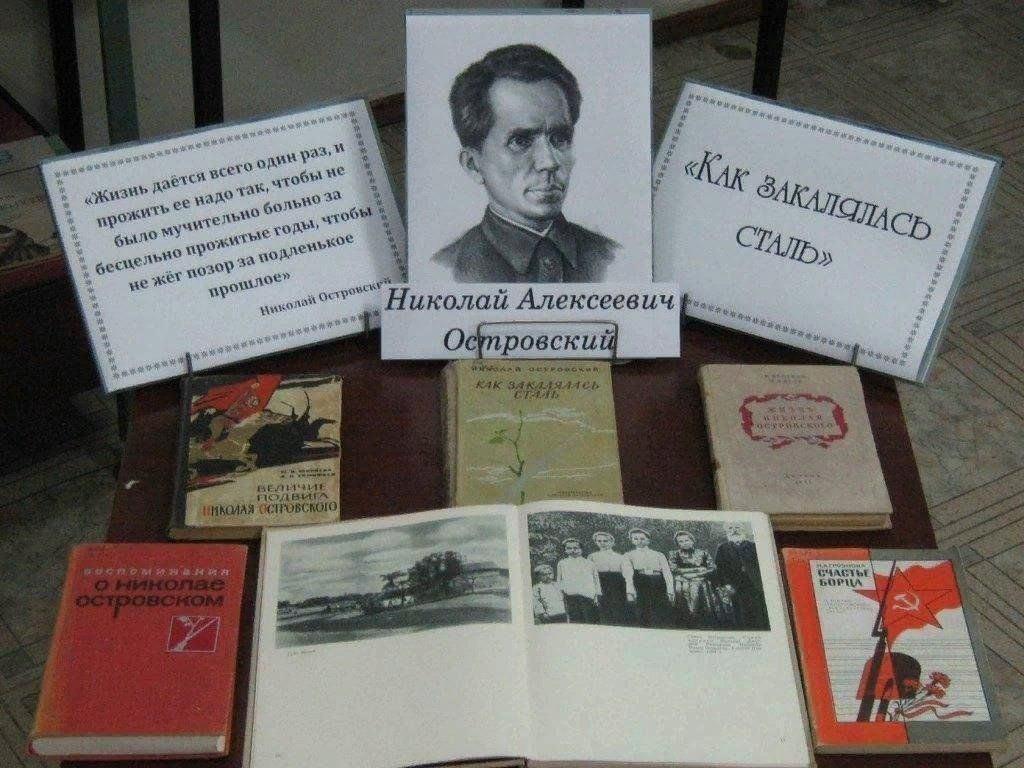 «Жизнь даётся всего один раз, и
прожить ее надо так, чтобы не
было мучительно больно за
бесцельно прожитые годы, чтобы
не жёг позор за подленькое
прошлое»
Николай Островский
Николай Алексеевич
Островский
«Как закалялась
сталь»
ВЕЛИЧИЕ
ПОДВИГА
НИКОЛАЯ ОСТРОВСКОГО
НИКОЛАЙ ОСТРОВСКИЙ
КАК ЗАКАЛЯЛАСЬ
СТАЛЬ
ЖИЗНЬ
НИКОЛАЯ
ОСТРОВСКОГО
воспоминания
о николае
островском
СЧАСТЬЕ
БОРЦА